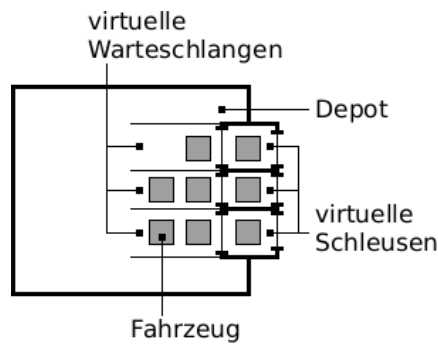 virtuelle
Warteschlangen
Depot
virtuelle
Schleusen
Fahrzeug